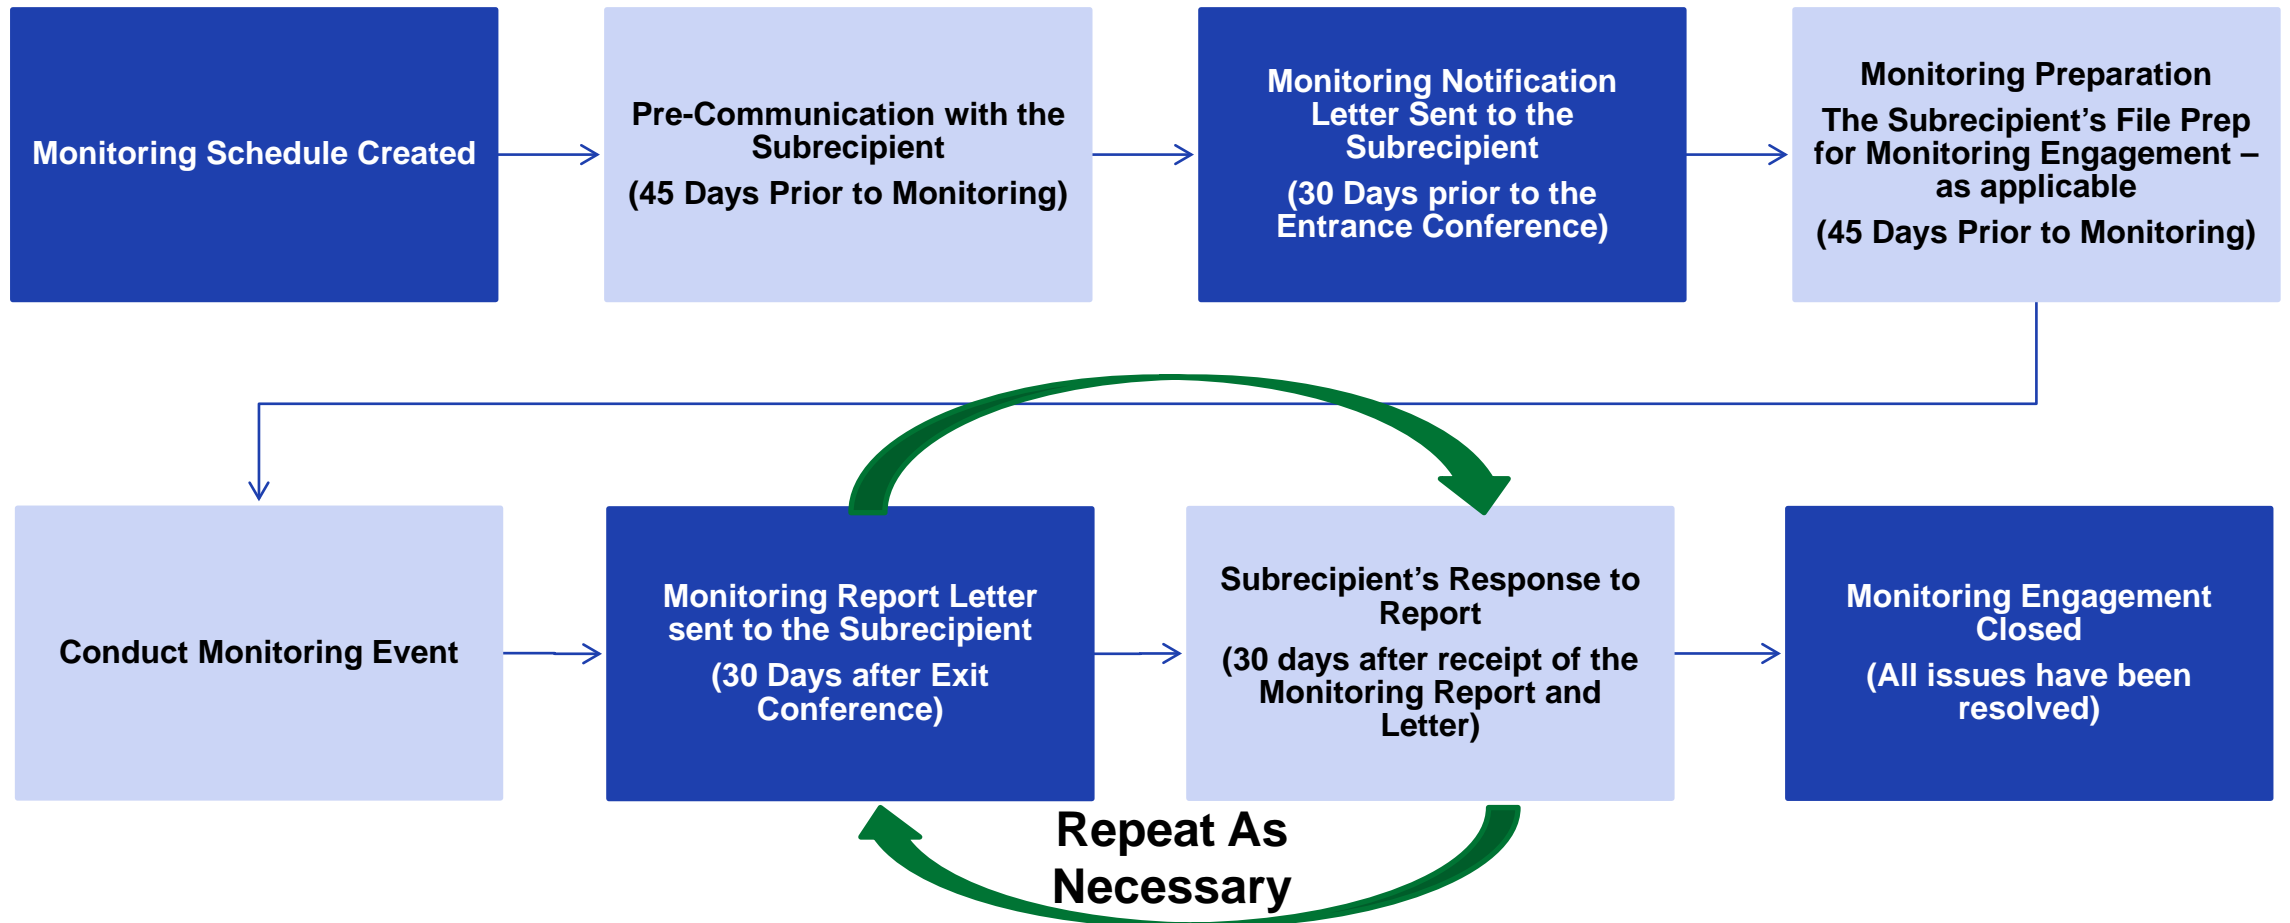 Monitoring Schedule Created
Pre-Communication with the
Subrecipient
(45 Days Prior to Monitoring)
Monitoring Notification
Letter Sent to the
Subrecipient
(30 Days prior to the
Entrance Conference)
Monitoring Preparation
The Subrecipient’s File Prep
for Monitoring Engagement –
as applicable
(45 Days Prior to Monitoring)
Conduct Monitoring Event
Monitoring Report Letter
sent to the Subrecipient
(30 Days after Exit
Conference)
Subrecipient’s Response to
Report
(30 days after receipt of the
Monitoring Report and
Letter)
Monitoring Engagement
Closed
(All issues have been
resolved)
Repeat As
Necessary